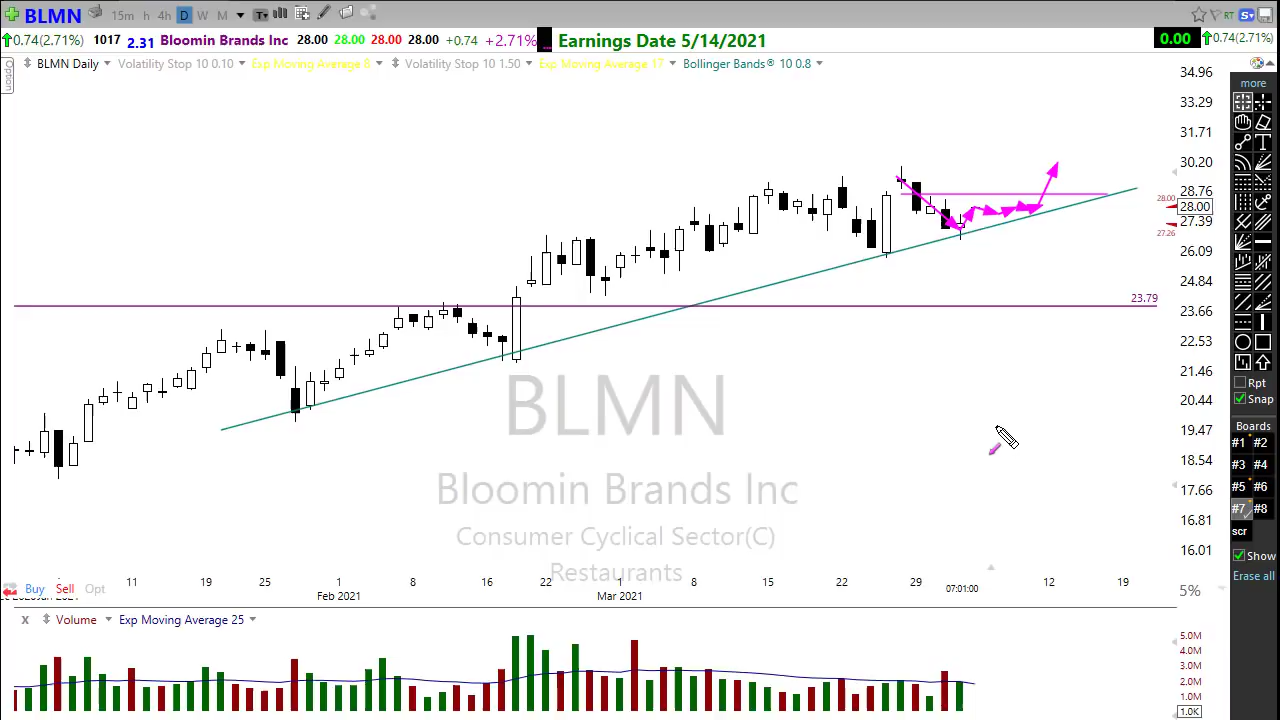 BLMN 15m h 4h D W M T RT S
0.74(2.71%) 1017 2.31 Bloomin Brands Inc 28.00 28.00 28.00 28.00 +0.74 +2.71% Earnings Date 5/14/2021 0.00 0.74(2.71%)
Option
BLMN Daily Volatility Stop 10 0.10 Exp Moving Average 8 Volatility Stop 10 1.50 Exp Moving Average 17 Bollinger Bands® 10 0.8
34.96
33.29
31.71
30.20
28.76
28.00
28.00
27.39
27.26
26.09
24.84
23.79
23.66
22.53
21.46
20.44
19.47
18.54
17.66
16.81
16.01
BLMN
Bloomin Brands Inc
Consumer Cyclical Sector(C)
Restaurants
11 19 25 1 8 16 22 1 8 15 22 29 12 19
Feb 2021 Mar 2021 07:01:00
Buy Sell Opt 5%
x Volume Exp Moving Average 25
5.0M
4.0M
3.0M
2.0M
1.0M
1.0K
more
T
Rpt
Snap
Boards
#1 #2
#3 #4
#5 #6
#7 #8
scr
Show
Erase all